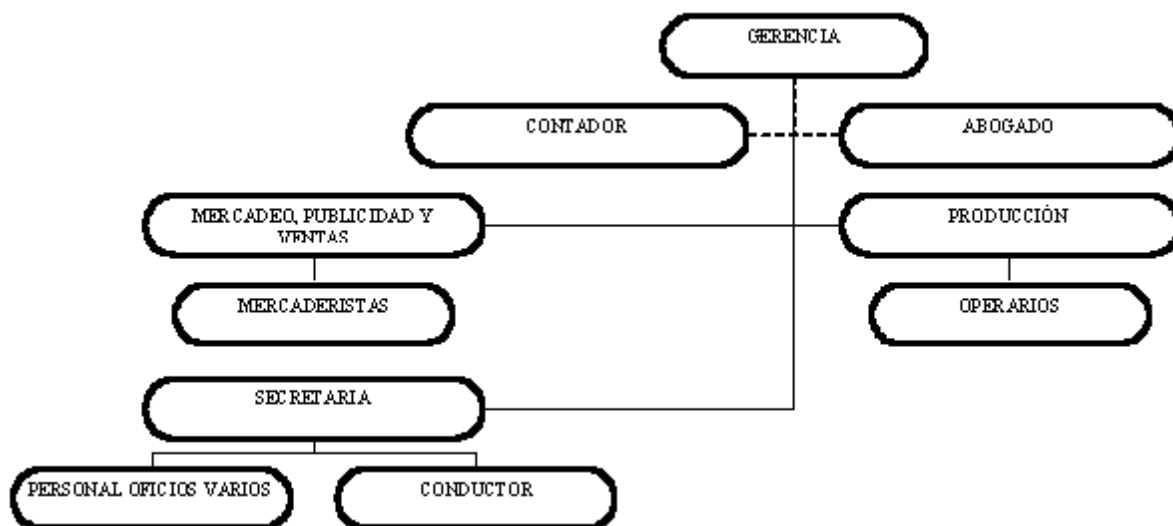 GERENCIA
CONTADOR
ABOGADO
MERCADEO, PUBLICIDAD Y
VENTAS
PRODUCCIÓN
MERCADERISTAS
OPERARIOS
SECRETARIA
PERSONAL OFICIOS VARIOS
CONDUCTOR